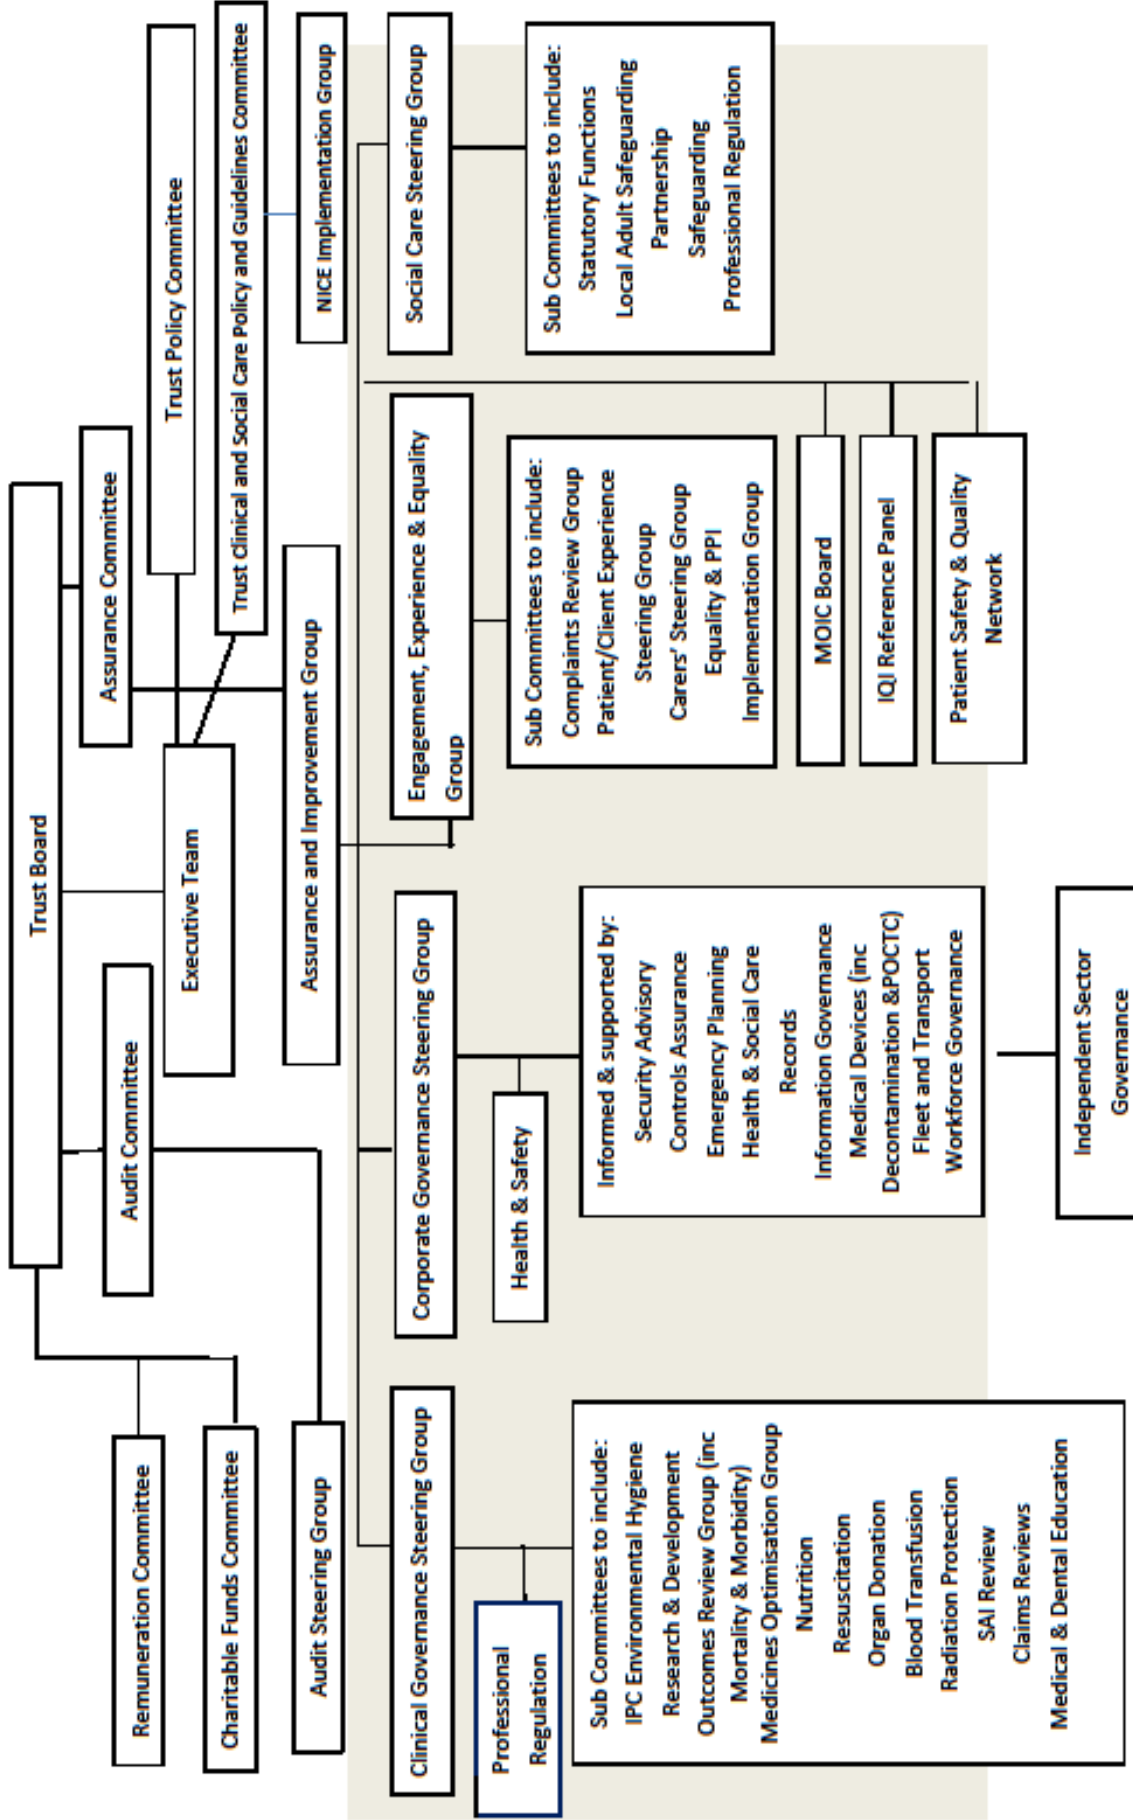 Trust Board
Assurance Committee
Audit Committee
Trust Policy Committee
Executive Team
Trust Clinical and Social Care Policy and Guidelines Committee
Remuneration Committee
Charitable Funds Committee
Assurance and Improvement Group
NICE Implementation Group
Audit Steering Group
Clinical Governance Steering Group
Corporate Governance Steering Group
Engagement, Experience & Equality
Group
Social Care Steering Group
Professional
Regulation
Sub Committees to include:
IPC Environmental Hygiene
Research & Development
Outcomes Review Group (inc
Mortality & Morbidity)
Medicines Optimisation Group
Nutrition
Resuscitation
Organ Donation
Blood Transfusion
Radiation Protection
SAI Review
Claims Reviews
Medical & Dental Education
Health & Safety
Informed & supported by:
Security Advisory
Controls Assurance
Emergency Planning
Health & Social Care
Records
Information Governance
Medical Devices (inc
Decontamination &POCTC)
Fleet and Transport
Workforce Governance
Independent Sector
Governance
Sub Committees to include:
Complaints Review Group
Patient/Client Experience
Steering Group
Carers' Steering Group
Equality & PPI
Implementation Group
MOIC Board
IQI Reference Panel
Patient Safety & Quality
Network
Sub Committees to include:
Statutory Functions
Local Adult Safeguarding
Partnership
Safeguarding
Professional Regulation